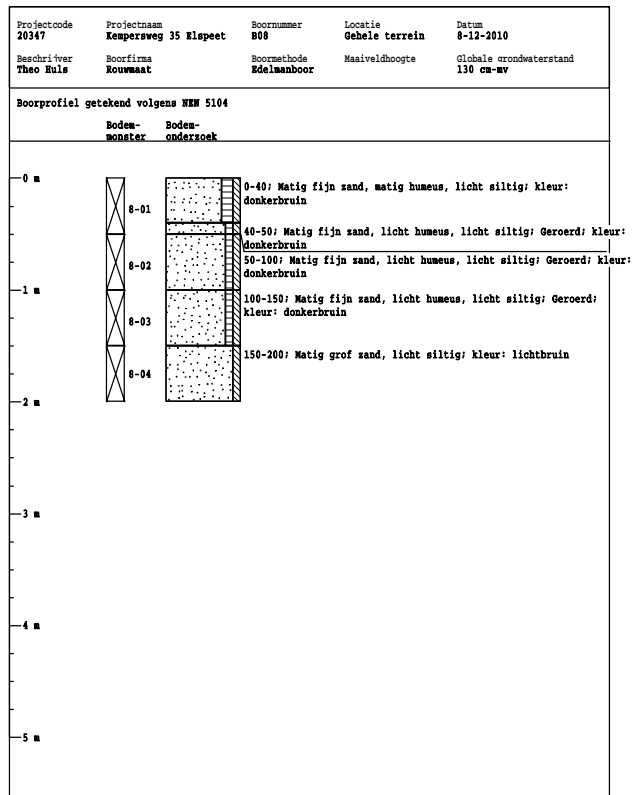 Projectcode Projectnaam Boornummer Locatie Datum
20347 Kempersweg 35 Elspeet B08 Gehele terrein 8-12-2010
Beschrijver Boorfirma Boormethode Maaiveldhoogte Globale grondwaterstand
Theo Huls Rouwmaat Edelmanboor 130 cm-mv
Boorprofiel getekend volgens NEN 5104
Bodem- Bodem-
monster onderzoek
0 m
0-40; Matig fijn zand, matig humeus, licht siltig; kleur:
donkerbruin
8-01
40-50; Matig fijn zand, licht humeus, licht siltig; Geroerd; kleur:
donkerbruin
50-100; Matig fijn zand, licht humeus, licht siltig; Geroerd; kleur:
donkerbruin
8-02
1 m
100-150; Matig fijn zand, licht humeus, licht siltig; Geroerd;
kleur: donkerbruin
8-03
150-200; Matig grof zand, licht siltig; kleur: lichtbruin
8-04
2 m
3 m
4 m
5 m